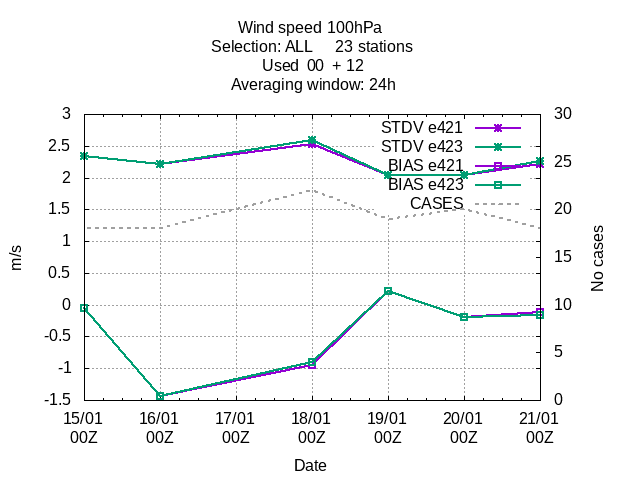 Wind speed 100hPa
Selection: ALL     23 stations
Used  00  + 12
Averaging window: 24h
3
2.5
2
1.5
1
0.5
0
-0.5
-1
-1.5
m/s
30
25
20
15
10
5
0
No cases
STDV e421
STDV e423
BIAS e421
BIAS e423
CASES
15/01 16/01 17/01 18/01 19/01 20/01 21/01
00Z 00Z 00Z 00Z 00Z 00Z 00Z
Date